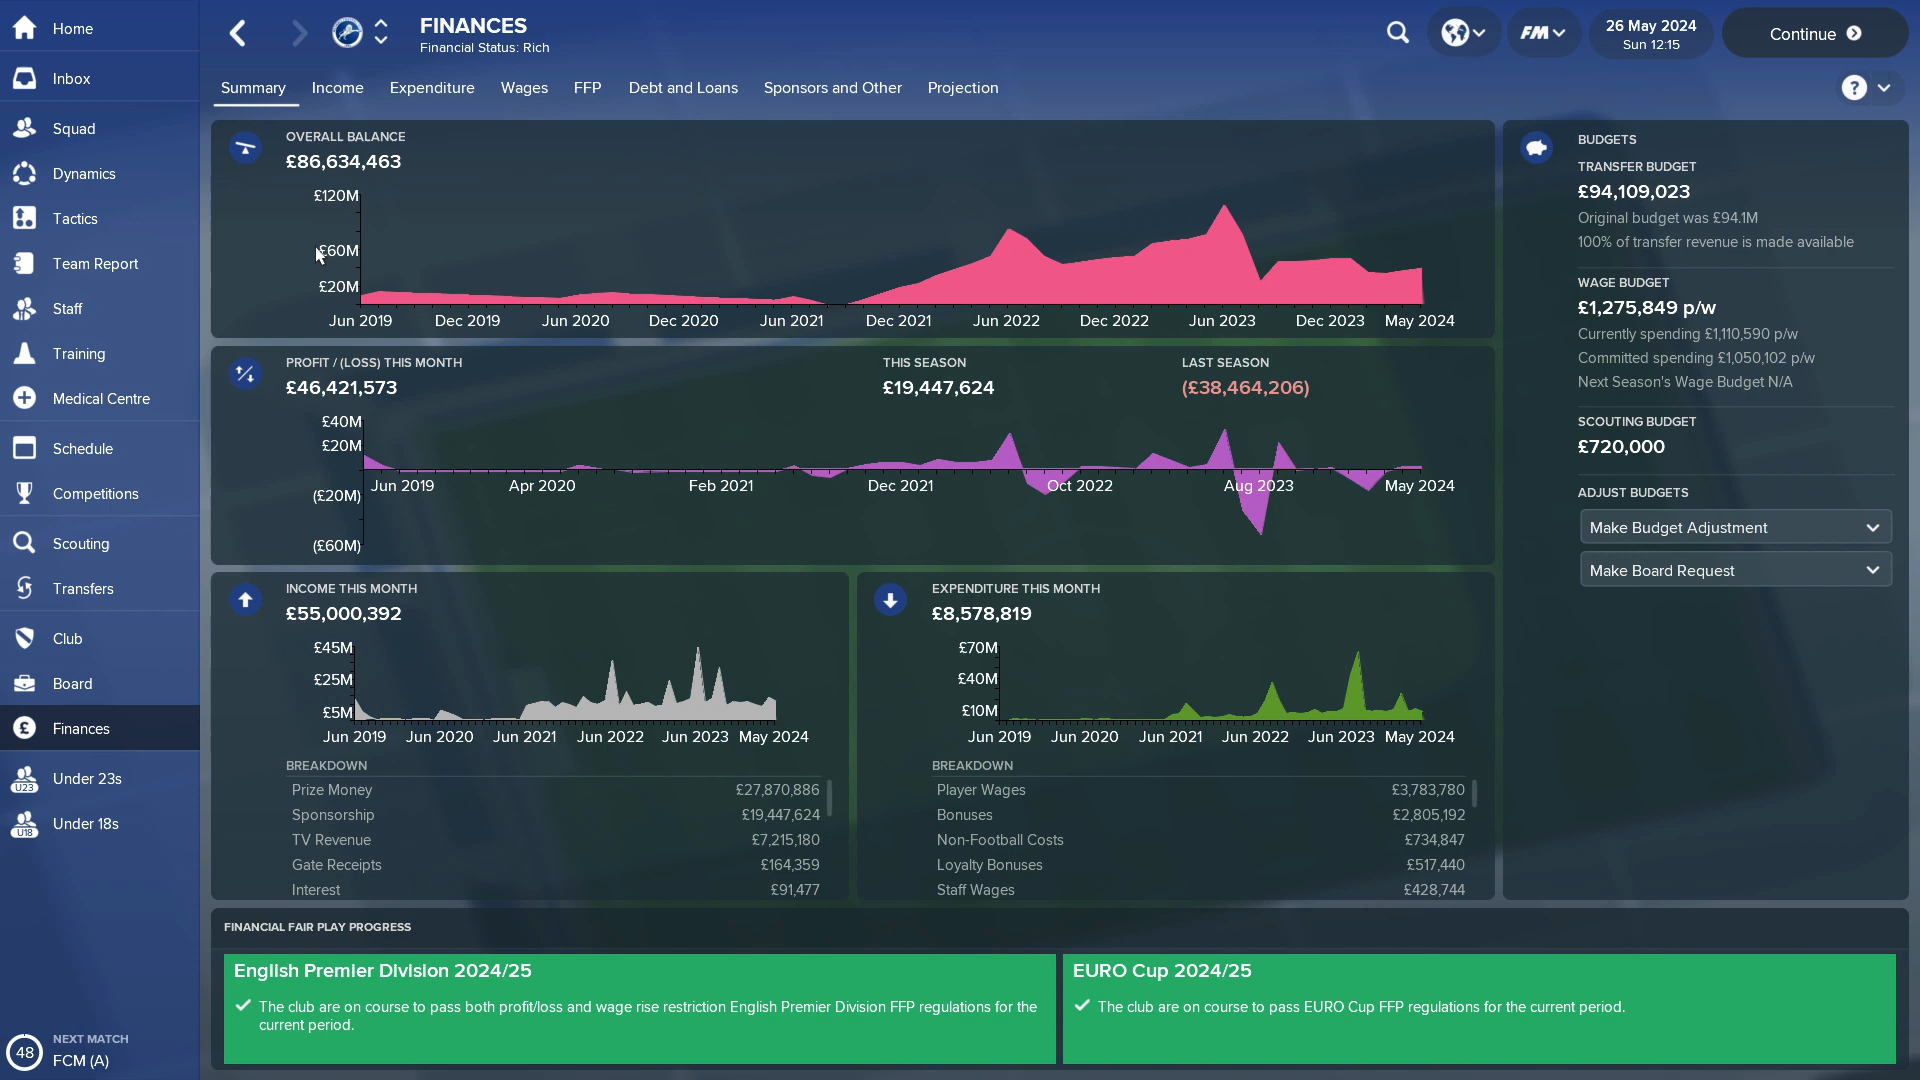 Home
Inbox
Squad
Dynamics
Tactics
Team Report
Staff
Training
Medical Centre
Schedule
Competitions
Scouting
Transfers
Club
Board
Finances
U23
Under 23s
U18
Under 18s
48
NEXT MATCH
FCM (A)
FINANCES
Financial Status: Rich
FM
26 May 2024
Sun 12:15
Continue
Summary
Income
Expenditure
Wages
FFP
Debt and Loans
Sponsors and Other
Projection
?
OVERALL BALANCE
£86,634,463
£120M
£60M
£20M
Jun 2019
Dec 2019
Jun 2020
Dec 2020
Jun 2021
Dec 2021
Jun 2022
Dec 2022
Jun 2023
Dec 2023
May 2024
PROFIT / (LOSS) THIS MONTH
£46,421,573
THIS SEASON
£19,447,624
LAST SEASON
(£38,464,206)
£40M
£20M
(£20M)
(£60M)
Jun 2019
Apr 2020
Feb 2021
Dec 2021
Oct 2022
Aug 2023
May 2024
INCOME THIS MONTH
£55,000,392
£45M
£25M
£5M
Jun 2019
Jun 2020
Jun 2021
Jun 2022
Jun 2023
May 2024
BREAKDOWN
Prize Money £27,870,886
Sponsorship £19,447,624
TV Revenue £7,215,180
Gate Receipts £164,359
Interest £91,477
EXPENDITURE THIS MONTH
£8,578,819
£70M
£40M
£10M
Jun 2019
Jun 2020
Jun 2021
Jun 2022
Jun 2023
May 2024
BREAKDOWN
Player Wages £3,783,780
Bonuses £2,805,192
Non-Football Costs £734,847
Loyalty Bonuses £517,440
Staff Wages £428,744
BUDGETS
TRANSFER BUDGET
£94,109,023
Original budget was £94.1M
100% of transfer revenue is made available
WAGE BUDGET
£1,275,849 p/w
Currently spending £1,110,590 p/w
Committed spending £1,050,102 p/w
Next Season's Wage Budget N/A
SCOUTING BUDGET
£720,000
ADJUST BUDGETS
Make Budget Adjustment
Make Board Request
FINANCIAL FAIR PLAY PROGRESS
English Premier Division 2024/25
The club are on course to pass both profit/loss and wage rise restriction English Premier Division FFP regulations for the
current period.
EURO Cup 2024/25
The club are on course to pass EURO Cup FFP regulations for the current period.